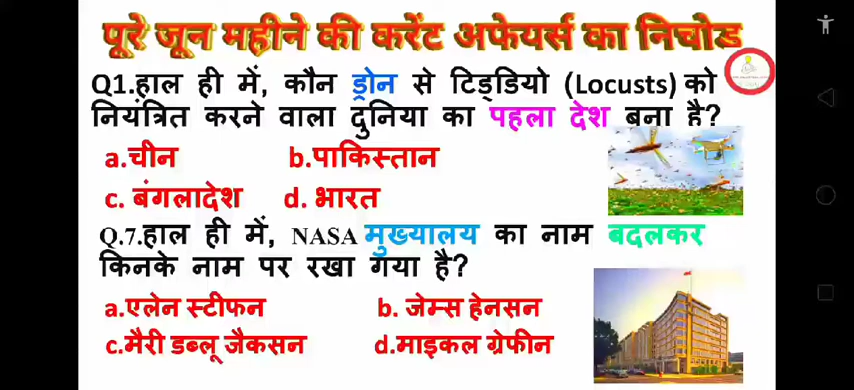 पूरे जून महीने की करेंट अफेयर्स का निचोड़
Q1.हाल ही में, कौन ड्रोन से टिड्डियो (Locusts) को
नियंत्रित करने वाला दुनिया का पहला देश बना है?
a.चीन b.पाकिस्तान
c. बंगलादेश d. भारत
Q.7.हाल ही में, NASA मुख्यालय का नाम बदलकर
किनके नाम पर रखा गया है?
a.एलेन स्टीफन b. जेम्स हेनसन
c.मैरी डब्लू जैकसन d.माइकल ग्रेफीन